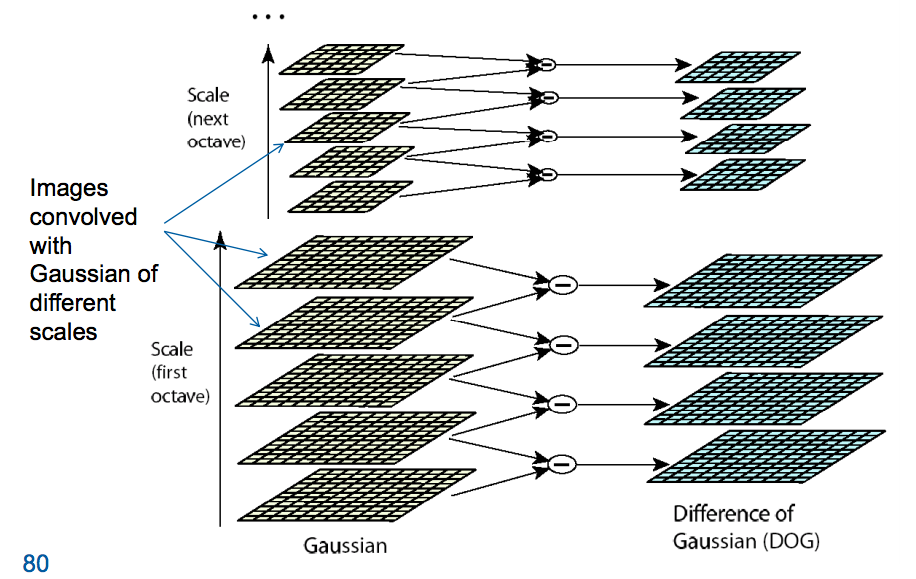 ...
Scale
(next
octave)
Images
convolved
with
Gaussian of
different
scales
Scale
(first
octave)
Gaussian
Difference of
Gaussian (DOG)
80